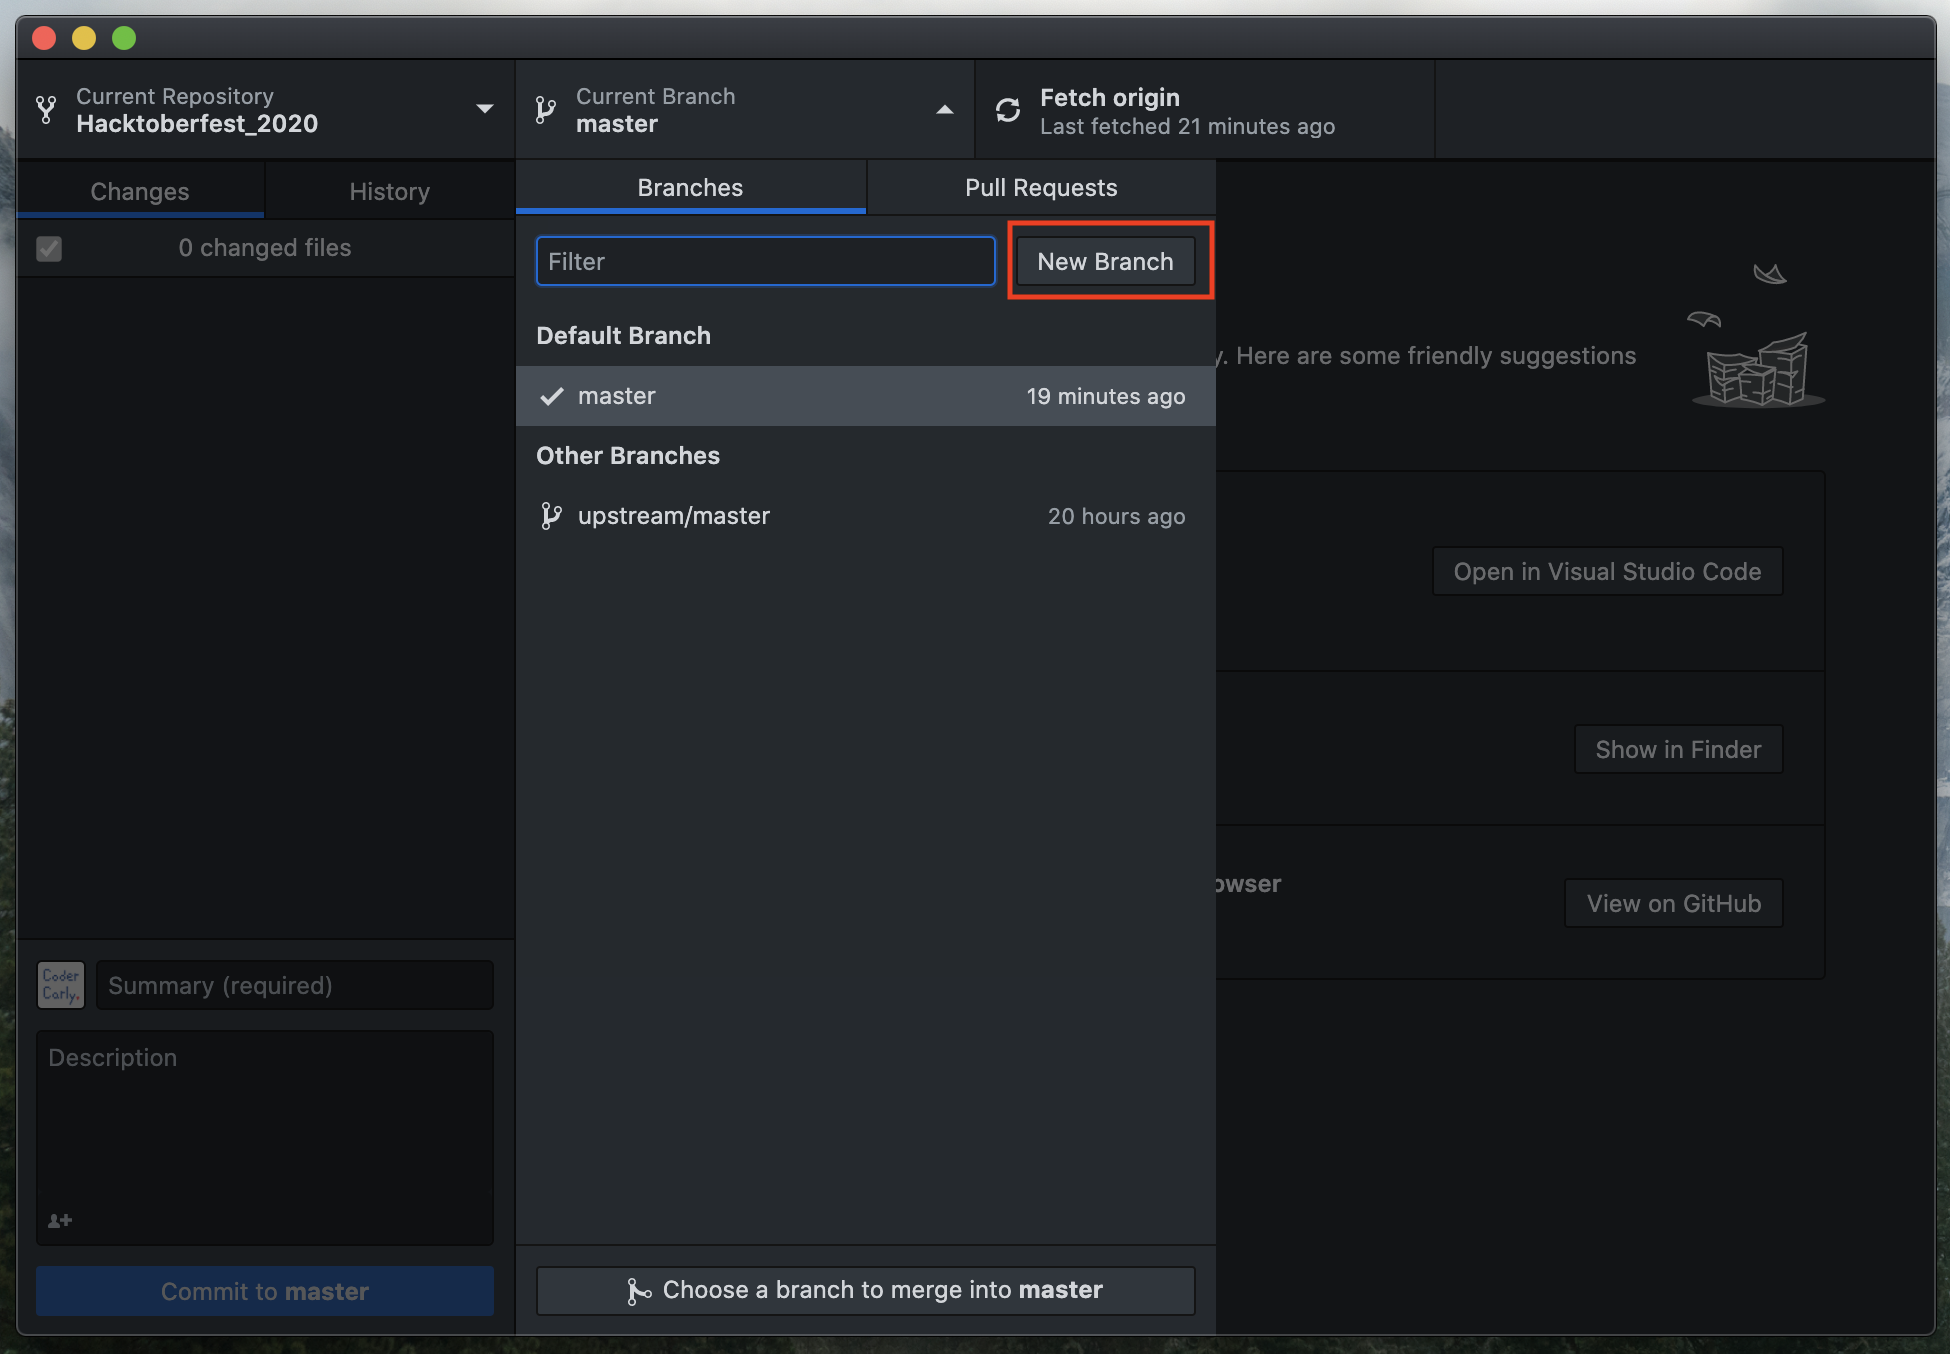 Current Repository
Hacktoberfest_2020
Current Branch
master
Fetch origin
Last fetched 21 minutes ago
Changes
History
0 changed files
Branches
Pull Requests
Filter
New Branch
Default Branch
master
19 minutes ago
Other Branches
upstream/master
20 hours ago
Choose a branch to merge into master
y. Here are some friendly suggestions
Open in Visual Studio Code
Show in Finder
owser
View on GitHub
Coder
Carly.
Summary (required)
Description
Commit to master